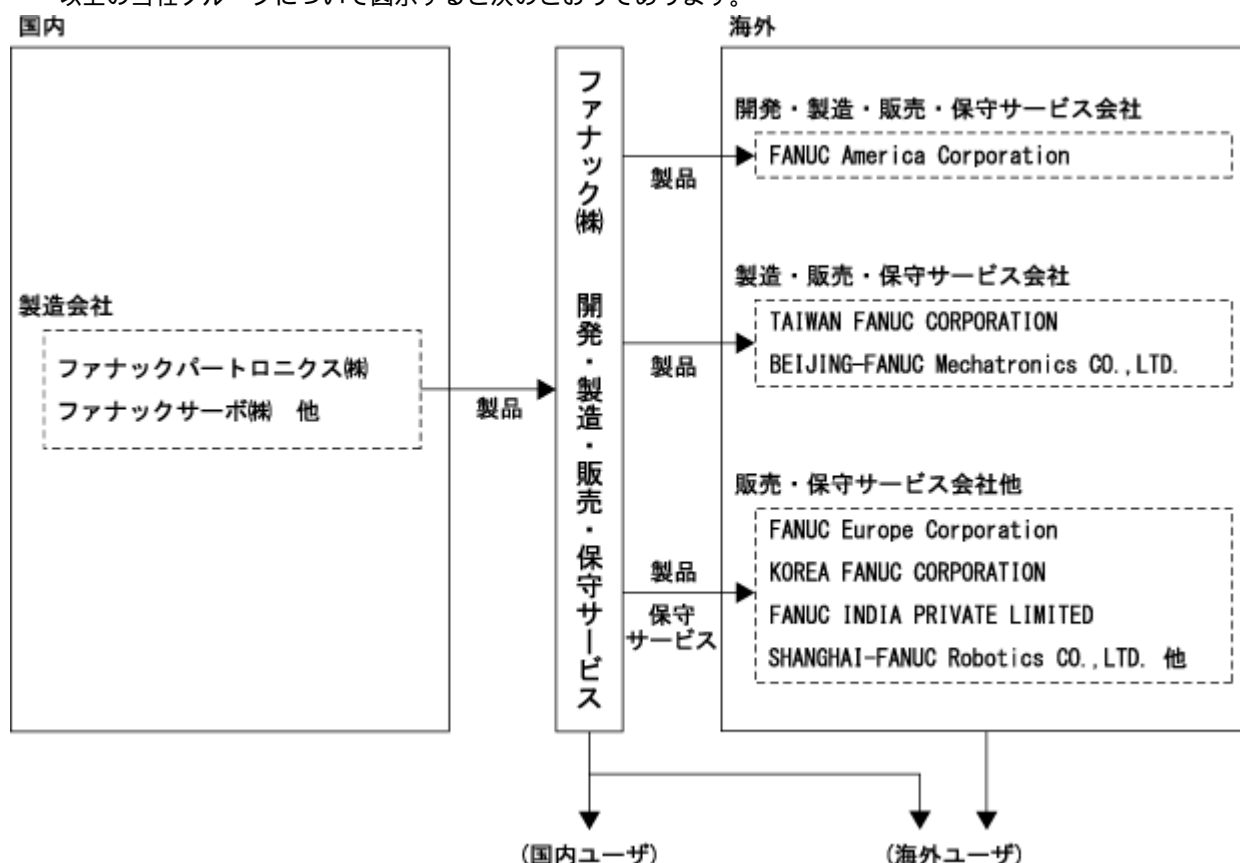 以上の当社グループについて図示すると次のとおりであります。
国内
海外
製造会社
ファナックパートロニクス㈱
ファナックサーボ㈱ 他
製品
ファナック㈱ 開発・製造・販売・保守サービス
開発・製造・販売・保守サービス会社
製品
FANUC America Corporation
製造・販売・保守サービス会社
製品
TAIWAN FANUC CORPORATION
BEIJING-FANUC Mechatronics CO.,LTD.
販売・保守サービス会社他
製品
保守
サービス
FANUC Europe Corporation
KOREA FANUC CORPORATION
FANUC INDIA PRIVATE LIMITED
SHANGHAI-FANUC Robotics CO.,LTD. 他
(国内ユーザ)
(海外ユーザ)